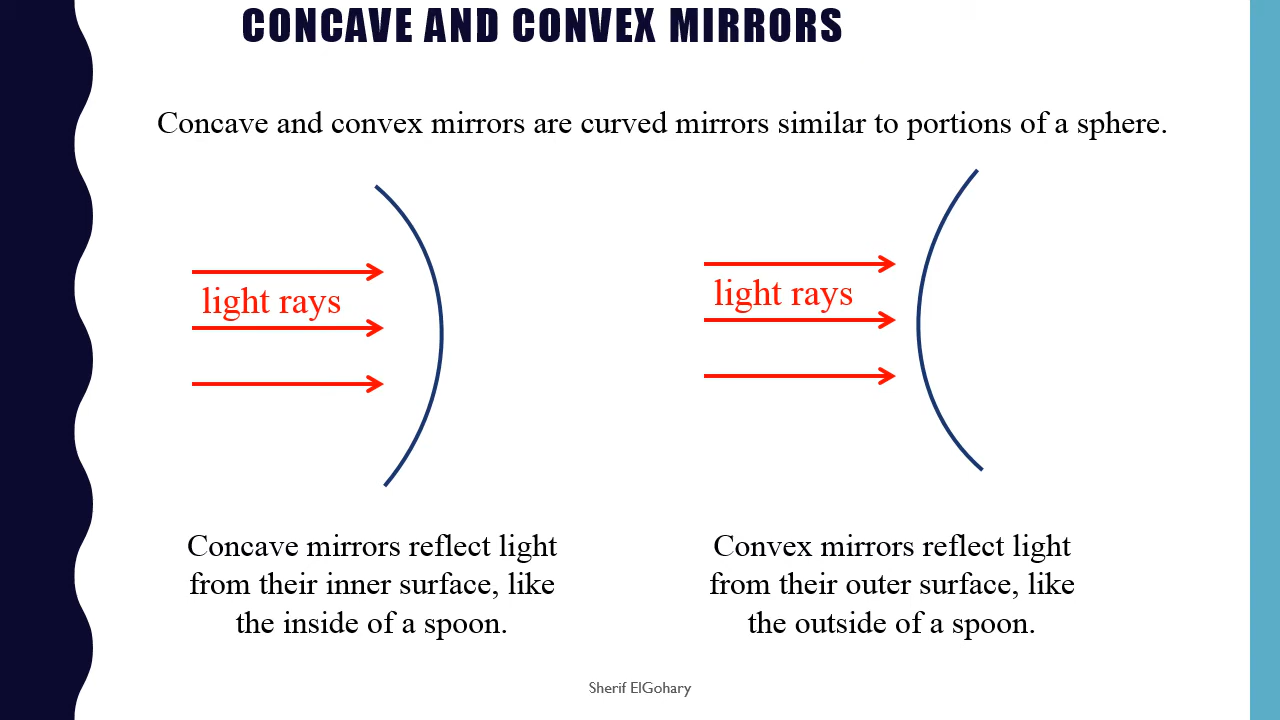 CONCAVE AND CONVEX MIRRORS
Concave and convex mirrors are curved mirrors similar to portions of a sphere.
light rays
light rays
Concave mirrors reflect light
from their inner surface, like
the inside of a spoon.
Convex mirrors reflect light
from their outer surface, like
the outside of a spoon.
Sherif ElGohary